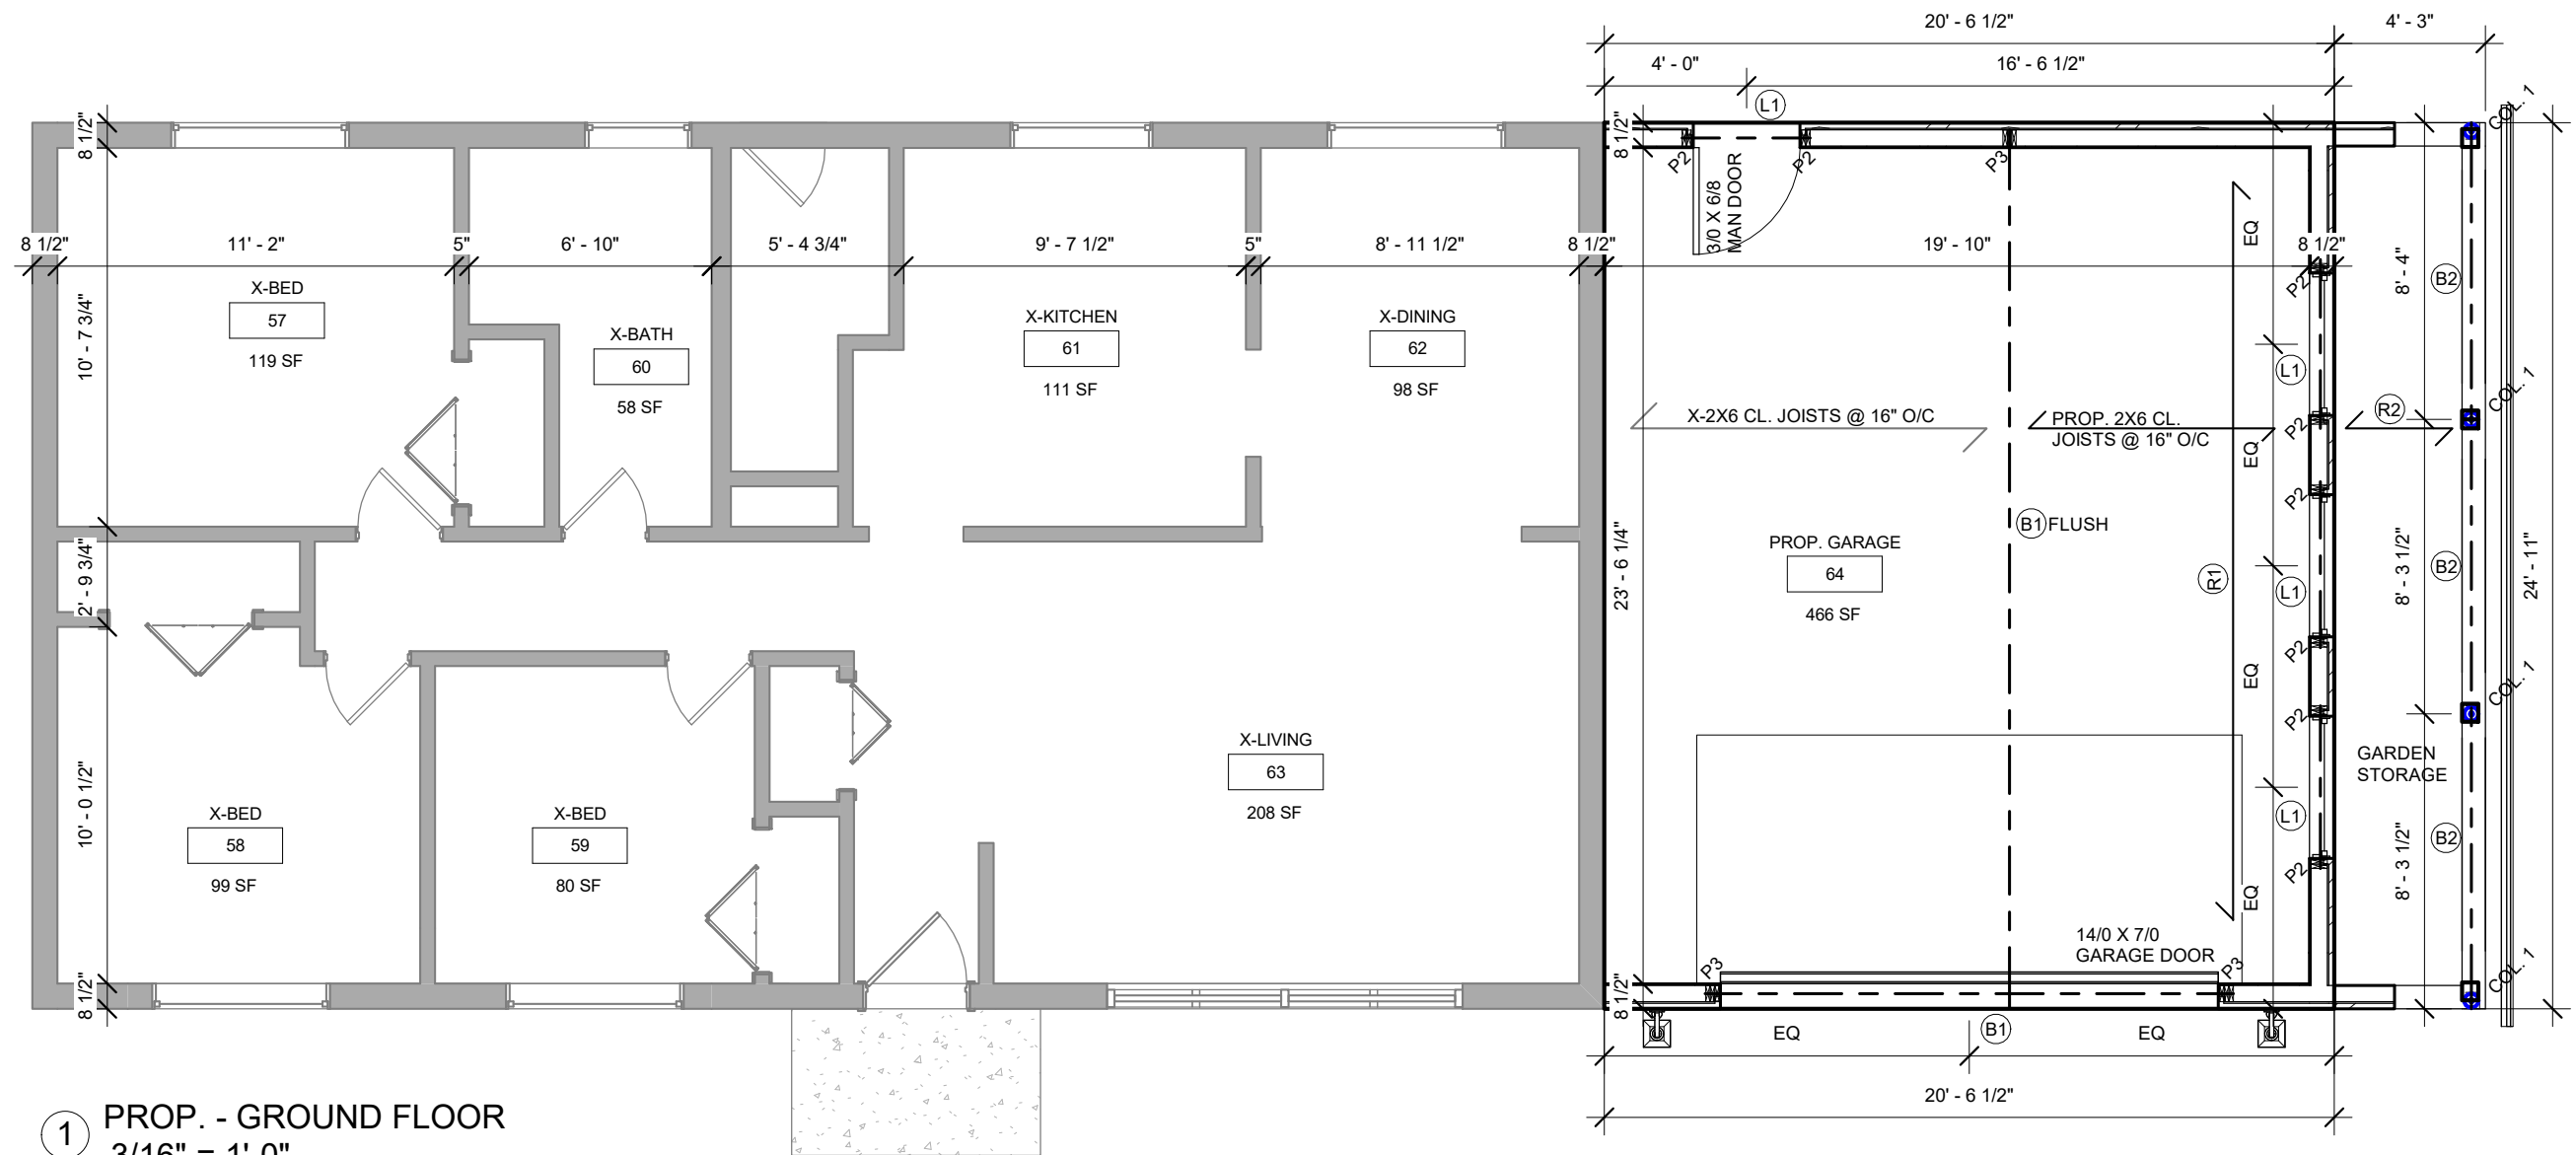 20' - 6 1/2"
4' - 3"
4' - 0"
16' - 6 1/2"
L1
COL. 1
8 1/2"
8 1/2"
P2
P2
P3
3/0 X 6/8
MAN DOOR
EQ
8 1/2"
11' - 2"
5"
6' - 10"
5' - 4 3/4"
9' - 7 1/2"
5"
8' - 11 1/2"
8 1/2"
19' - 10"
8 1/2"
8' - 4"
B2
P2
X-BED
57
119 SF
10' - 7 3/4"
X-BATH
60
58 SF
X-KITCHEN
61
111 SF
X-DINING
62
98 SF
L1
COL. 1
R2
X-2X6 CL. JOISTS @ 16" O/C
PROP. 2X6 CL.
JOISTS @ 16" O/C
EQ
P2
P2
B1 FLUSH
PROP. GARAGE
64
466 SF
23' - 6 1/4"
R1
L1
8' - 3 1/2"
B2
24' - 11"
2' - 9 3/4"
P2
EQ
COL. 1
P2
X-LIVING
63
208 SF
GARDEN
STORAGE
X-BED
58
99 SF
10' - 0 1/2"
X-BED
59
80 SF
L1
8' - 3 1/2"
B2
P2
EQ
14/0 X 7/0
GARAGE DOOR
P3
P3
COL. 1
8 1/2"
8 1/2"
EQ
B1
EQ
20' - 6 1/2"
1
PROP. - GROUND FLOOR
3/16" = 1'-0"